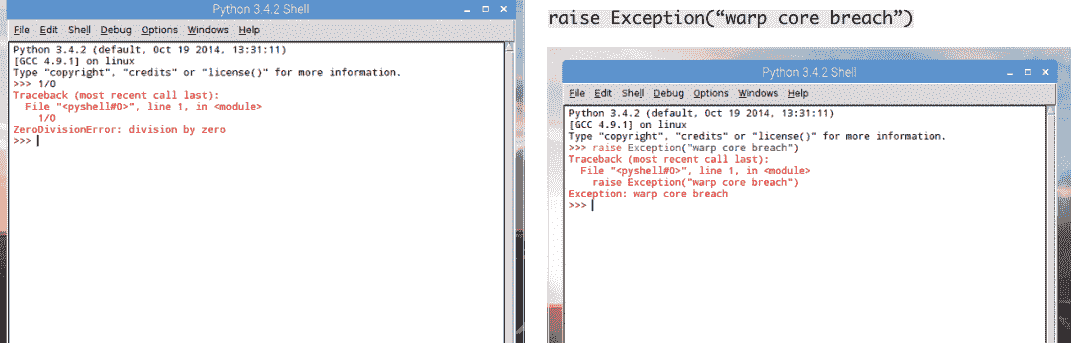 Python 3.4.2 Shell
File Edit Shell Debug Options Windows Help
Python 3.4.2 (default, Oct 19 2014, 13:31:11)
[GCC 4.9.1] on linux
Type "copyright", "credits" or "license()" for more information.
>>> 1/0
Traceback (most recent call last):
File "<pyshell#0>", line 1, in <module>
1/0
ZeroDivisionError: division by zero
>>>
raise Exception(“warp core breach”)
Python 3.4.2 Shell
File Edit Shell Debug Options Windows Help
Python 3.4.2 (default, Oct 19 2014, 13:31:11)
[GCC 4.9.1] on linux
Type "copyright", "credits" or "license()" for more information.
>>> raise Exception("warp core breach")
Traceback (most recent call last):
File "<pyshell#0>", line 1, in <module>
raise Exception("warp core breach")
Exception: warp core breach
>>>